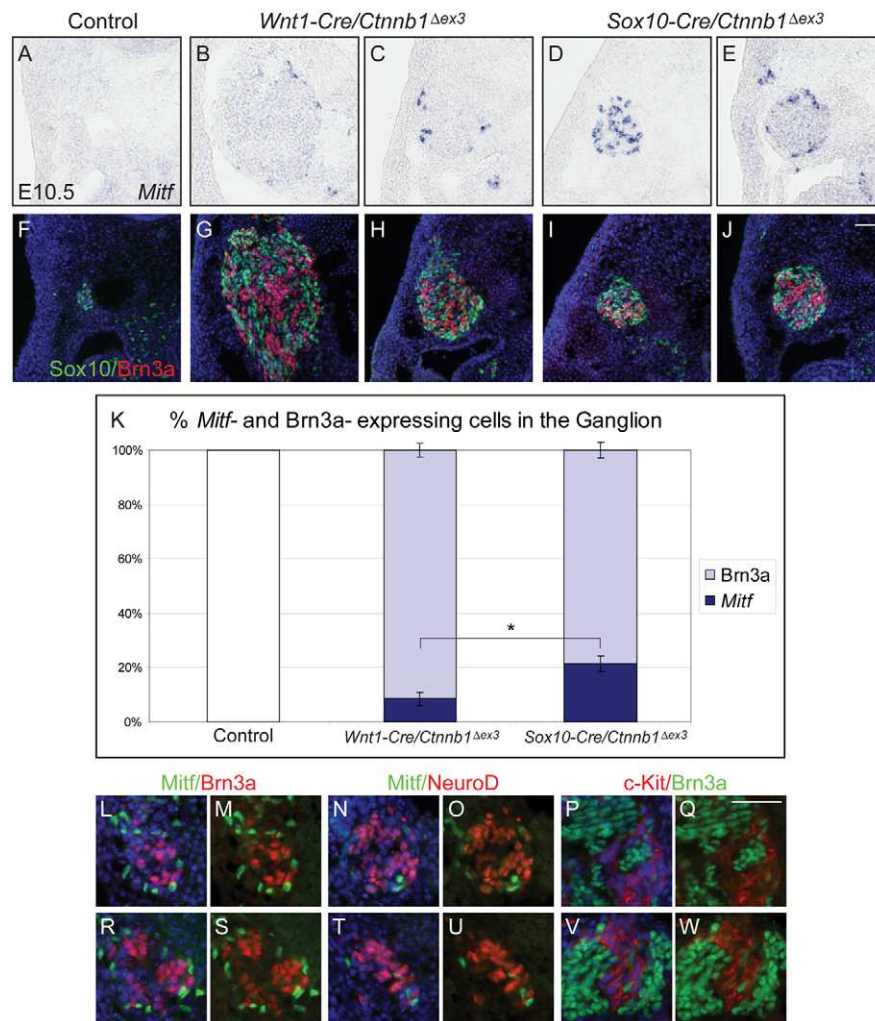 Control Wnt1-Cre/Ctnnb1Δex3 Sox10-Cre/Ctnnb1Δex3
A B C D E
E10.5 Mitf
F G H I J
Sox10/Brn3a
K % Mitf- and Brn3a- expressing cells in the Ganglion
100%
80%
60%
40%
20%
0%
*
Brn3a
Mitf
Control Wnt1-Cre/Ctnnb1Δex3 Sox10-Cre/Ctnnb1Δex3
Mitf/Brn3a Mitf/NeuroD c-Kit/Brn3a
L M N O P Q
R S T U V W